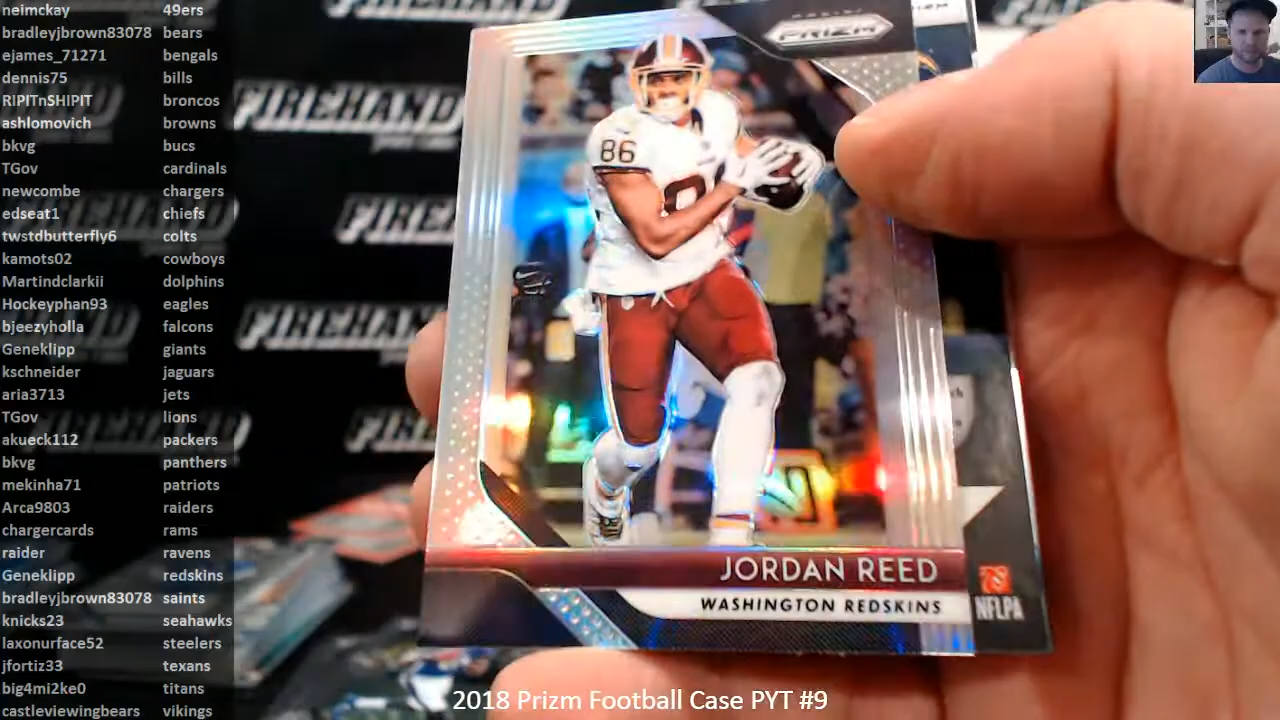 neimckay 49ers
bradleyjbrown83078 bears
ejames_71271 bengals
dennis75 bills
RIPITnSHIPIT broncos
ashlomovich browns
bkvg bucs
TGov cardinals
newcombe chargers
edseat1 chiefs
twstdbutterfly6 colts
kamots02 cowboys
Martindclarkii dolphins
Hockeyphan93 eagles
bjeezyholla falcons
Geneklipp giants
kschneider jaguars
aria3713 jets
TGov lions
akueck112 packers
bkvg panthers
mekinha71 patriots
Arca9803 raiders
chargercards rams
raider ravens
Geneklipp redskins
bradleyjbrown83078 saints
knicks23 seahawks
laxonurface52 steelers
jfortiz33 texans
big4mi2ke0 titans
castleviewingbears vikings
FIREHAND
FIREHAND
PANINI
PRIZM
86
JORDAN REED
WASHINGTON REDSKINS
NFLPA
2018 Prizm Football Case PYT #9